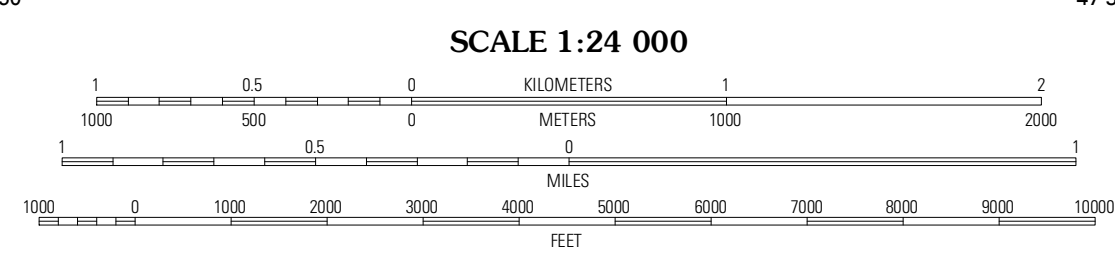 SCALE 1:24 000
1 0.5 0 KILOMETERS 1 2
1000 500 0 METERS 1000 2000
1 0.5 0 1
MILES
1000 0 1000 2000 3000 4000 5000 6000 7000 8000 9000 10000
FEET